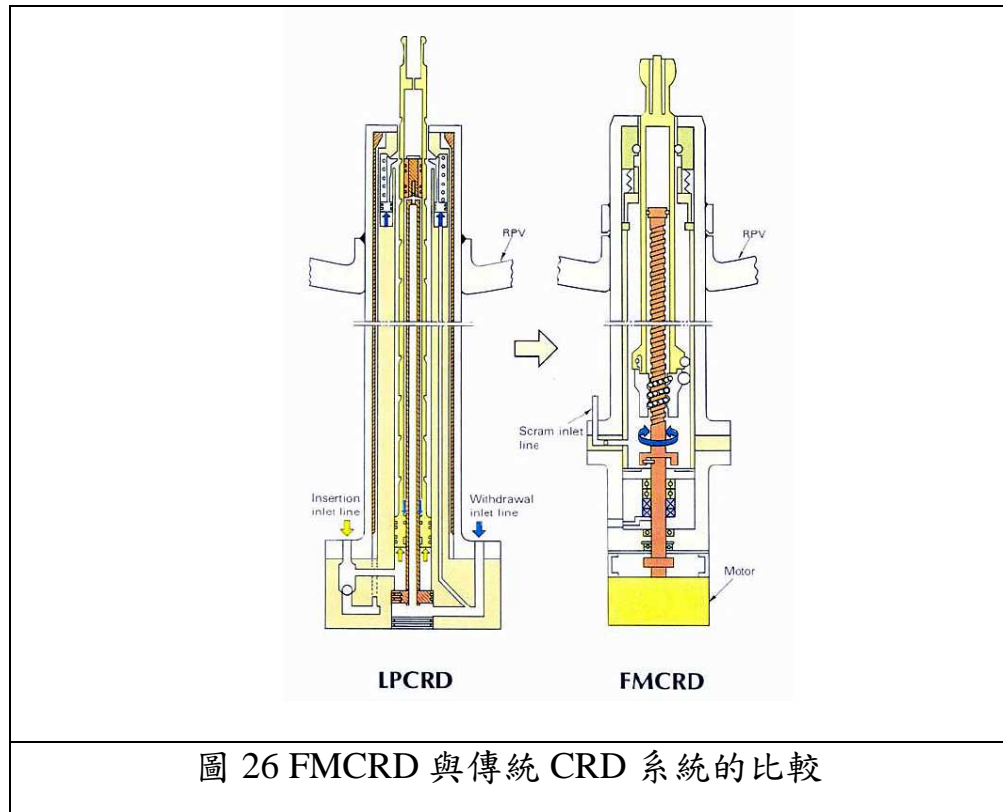 RPV
RPV
Scram inlet
line
Insertion
inlet line
Withdrawal
inlet line
Motor
LPCRD
FMCRD
圖 26 FMCRD 與傳統 CRD 系統的比較